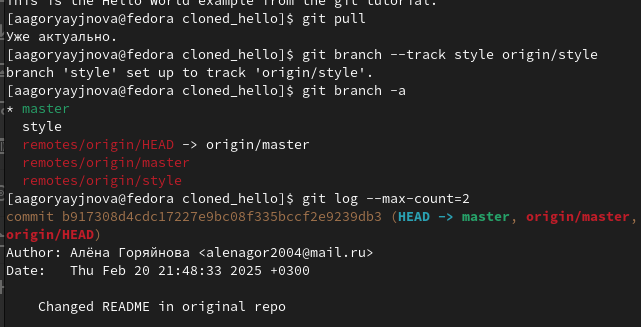 This is the Hello World example from the git tutorial.
[aagoryayjnova@fedora cloned_hello]$ git pull
Уже актуально.
[aagoryayjnova@fedora cloned_hello]$ git branch --track style origin/style
branch 'style' set up to track 'origin/style'.
[aagoryayjnova@fedora cloned_hello]$ git branch -a
* master
style
remotes/origin/HEAD -> origin/master
remotes/origin/master
remotes/origin/style
[aagoryayjnova@fedora cloned_hello]$ git log --max-count=2
commit b917308d4cdc17227e9bc08f335bccf2e9239db3 (HEAD -> master, origin/master,
origin/HEAD)
Author: Алёна Горяйнова <alenagor2004@mail.ru>
Date:   Thu Feb 20 21:48:33 2025 +0300
Changed README in original repo